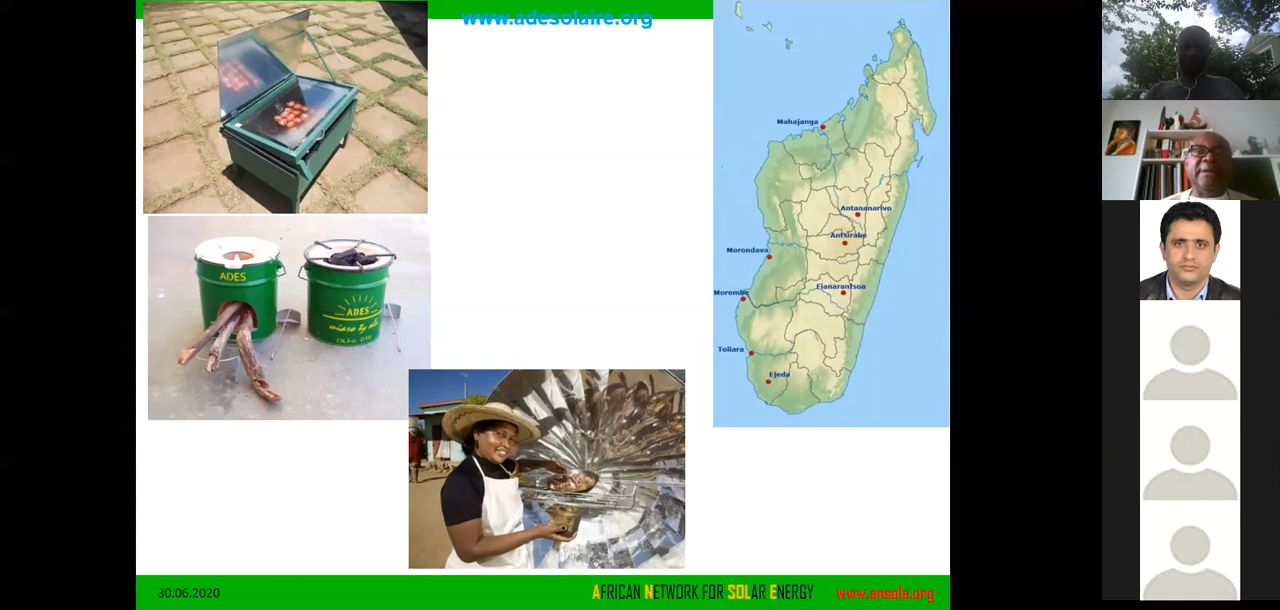 www.adesolaire.org
ADES
ADES
Mahajanga
Antananarivo
Antsirabe
Morondava
Fianarantsoa
Morombe
Toliara
Ejeda
30.06.2020
AFRICAN NETWORK FOR SOLAR ENERGY
www.ansole.org